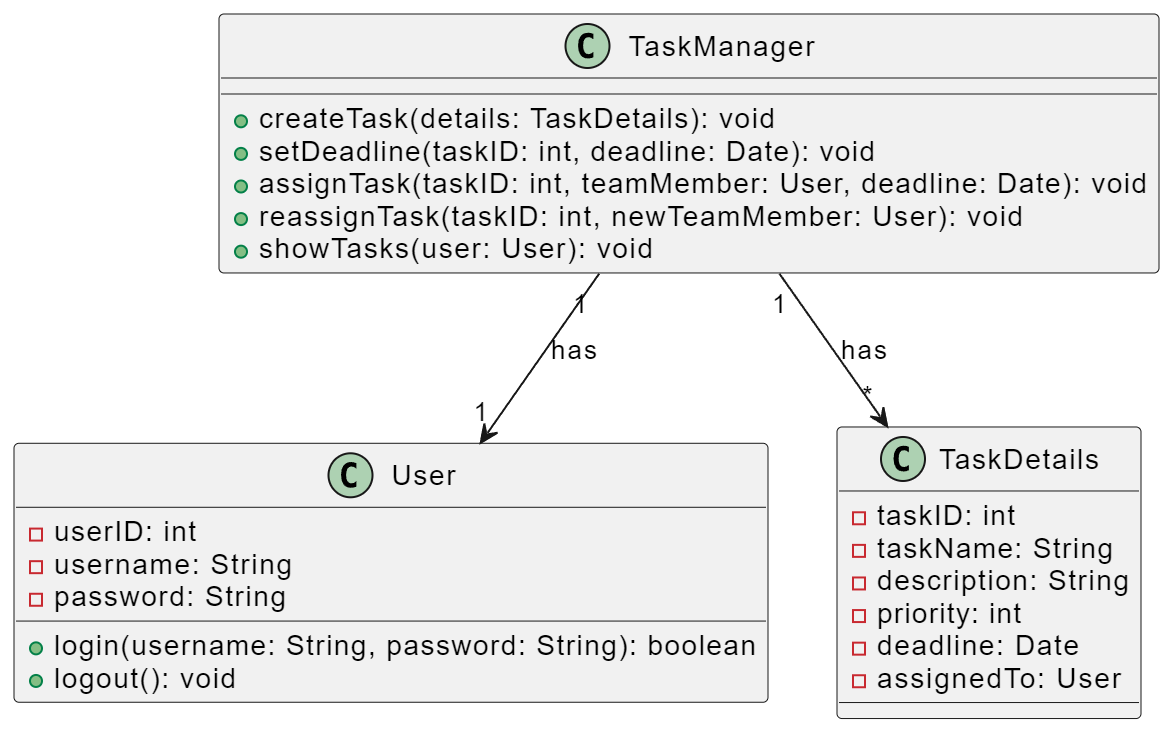 C TaskManager
createTask(details: TaskDetails): void
setDeadline(taskID: int, deadline: Date): void
assignTask(taskID: int, teamMember: User, deadline: Date): void
reassignTask(taskID: int, newTeamMember: User): void
showTasks(user: User): void
1
1
has
has
*
1
C User
userID: int
username: String
password: String
login(username: String, password: String): boolean
logout(): void
C TaskDetails
taskID: int
taskName: String
description: String
priority: int
deadline: Date
assignedTo: User